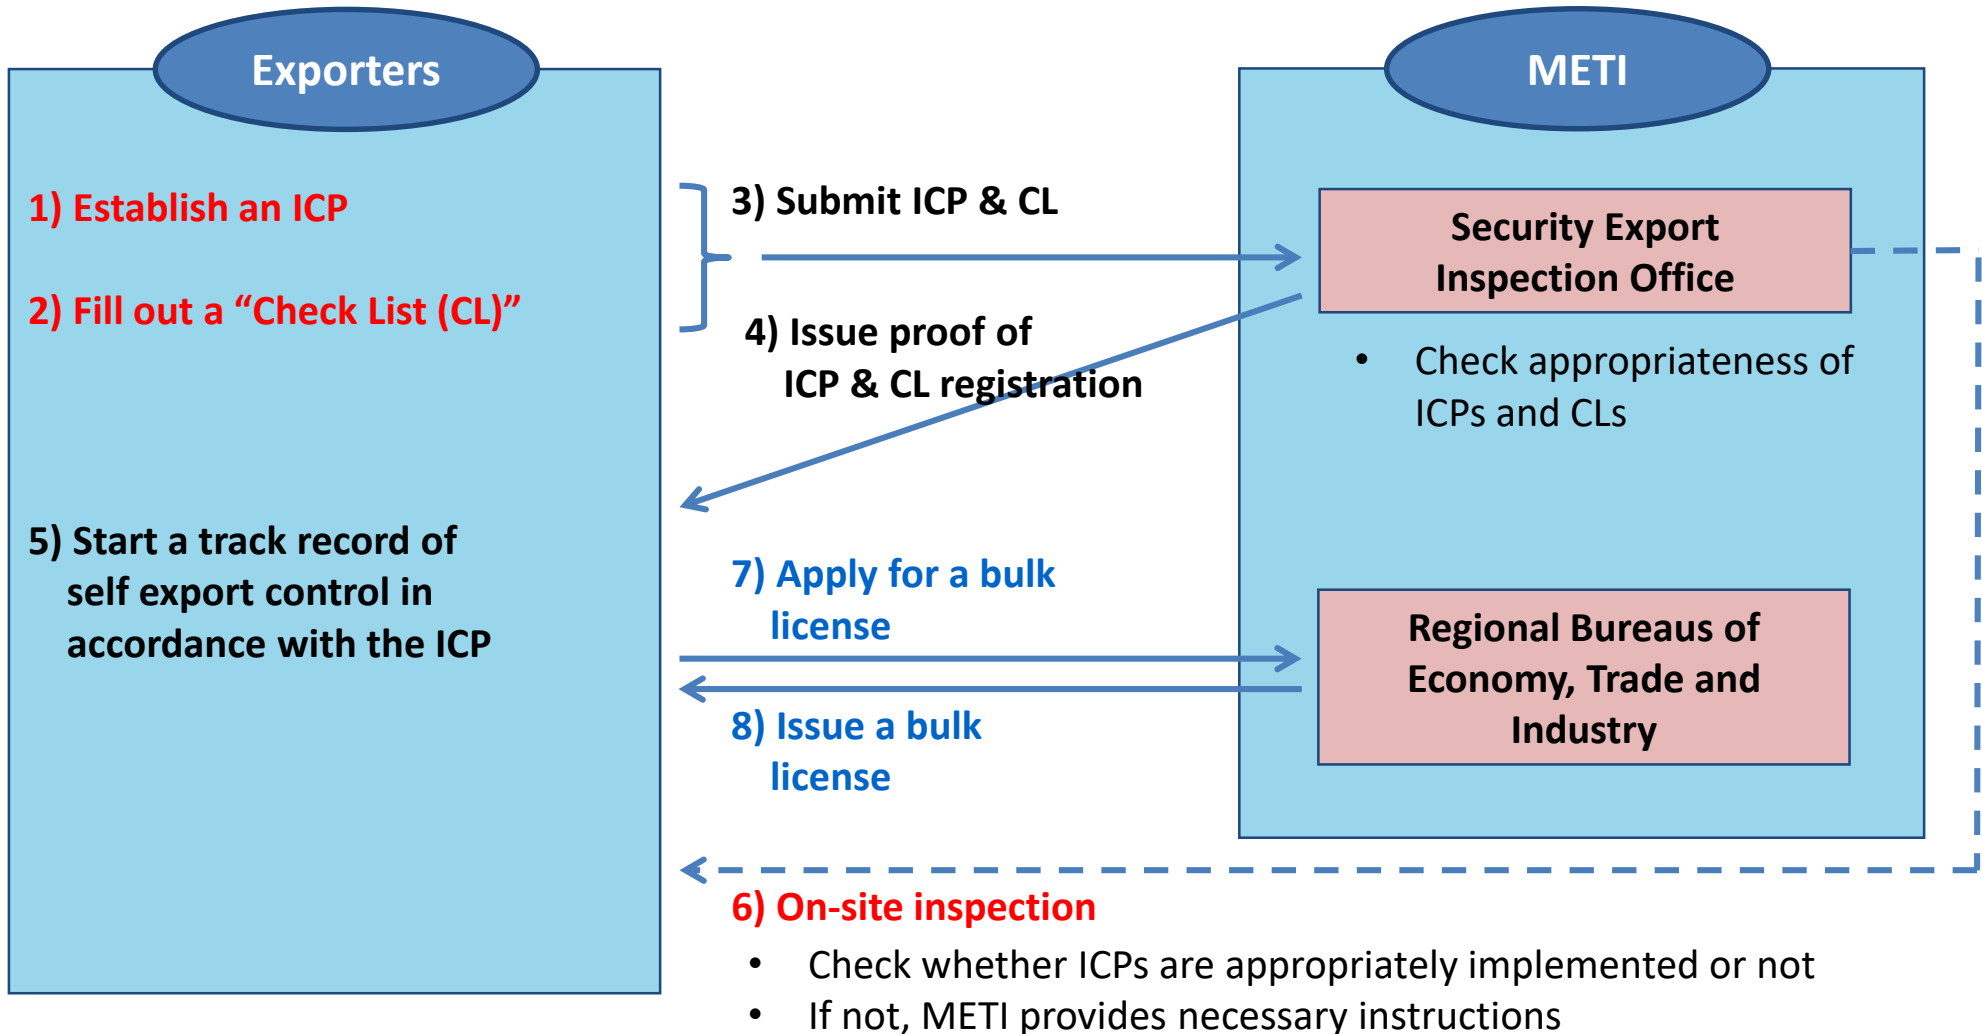 Exporters
METI
1) Establish an ICP
2) Fill out a “Check List (CL)”
3) Submit ICP & CL
4) Issue proof of
ICP & CL registration
Security Export
Inspection Office
• Check appropriateness of
ICPs and CLs
5) Start a track record of
self export control in
accordance with the ICP
7) Apply for a bulk
license
8) Issue a bulk
license
Regional Bureaus of
Economy, Trade and
Industry
6) On-site inspection
• Check whether ICPs are appropriately implemented or not
• If not, METI provides necessary instructions